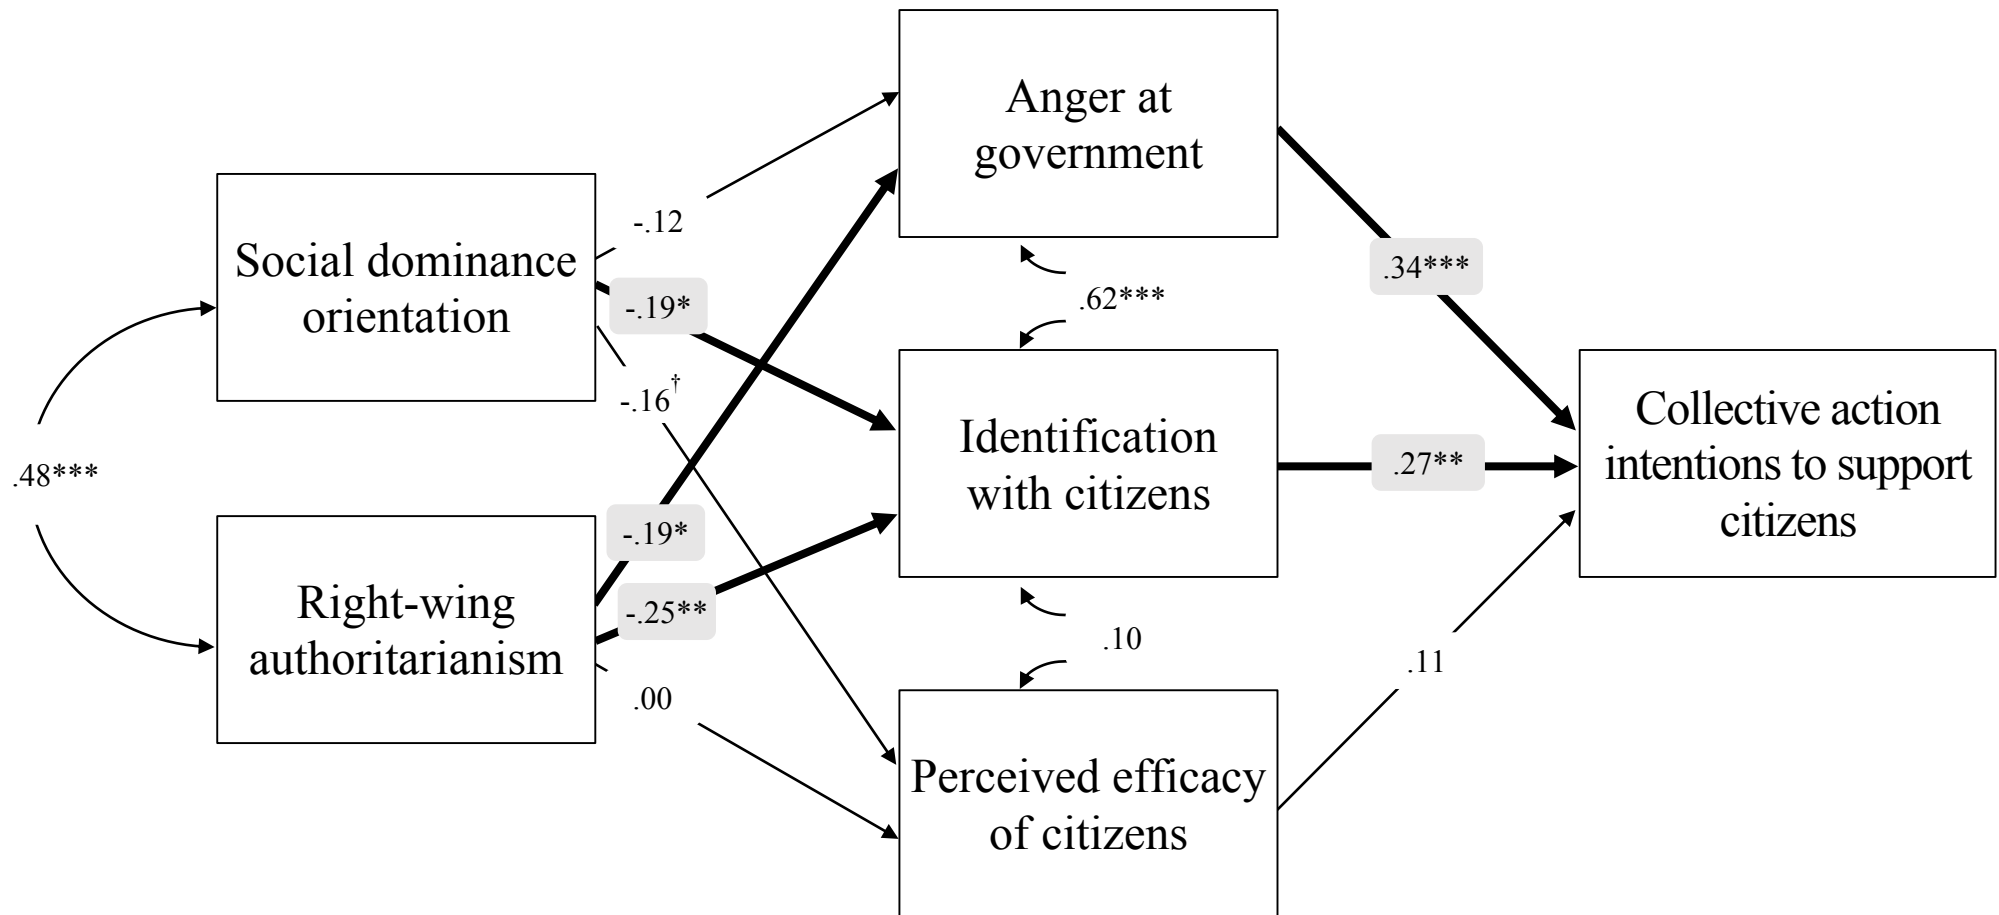 Anger at
government
Social dominance
orientation
-.12
-.19*
-.16†
.62***
.34***
Identification
with citizens
.27**
Collective action
intentions to support
citizens
.48***
-.19*
Right-wing
authoritarianism
-.25**
.00
.10
.11
Perceived efficacy
of citizens